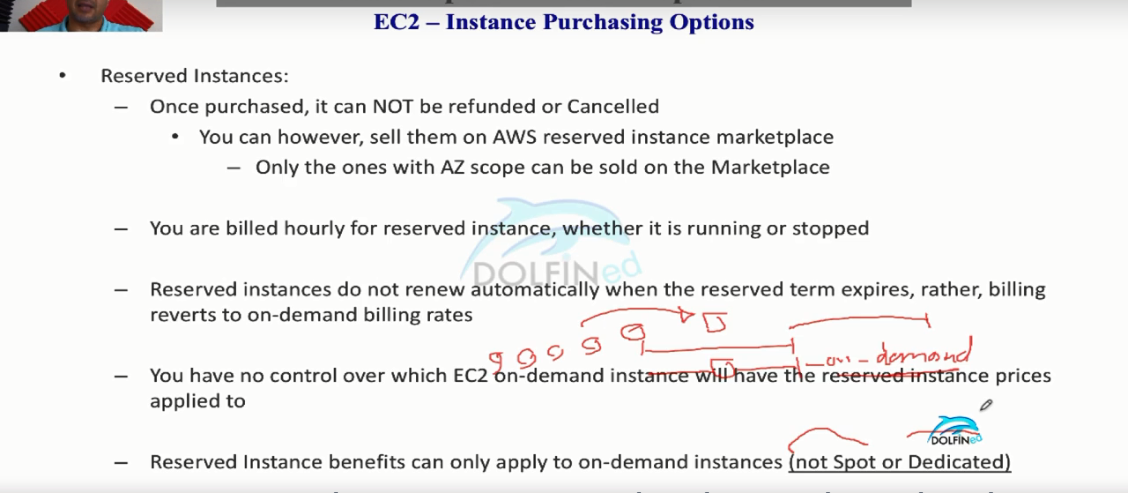 EC2 – Instance Purchasing Options
• Reserved Instances:
– Once purchased, it can NOT be refunded or Cancelled
• You can however, sell them on AWS reserved instance marketplace
– Only the ones with AZ scope can be sold on the Marketplace
– You are billed hourly for reserved instance, whether it is running or stopped
DOLFINed
– Reserved instances do not renew automatically when the reserved term expires, rather, billing
reverts to on-demand billing rates
on-demand
– You have no control over which EC2 on-demand instance will have the reserved instance prices
applied to
DOLFINed
– Reserved Instance benefits can only apply to on-demand instances (not Spot or Dedicated)